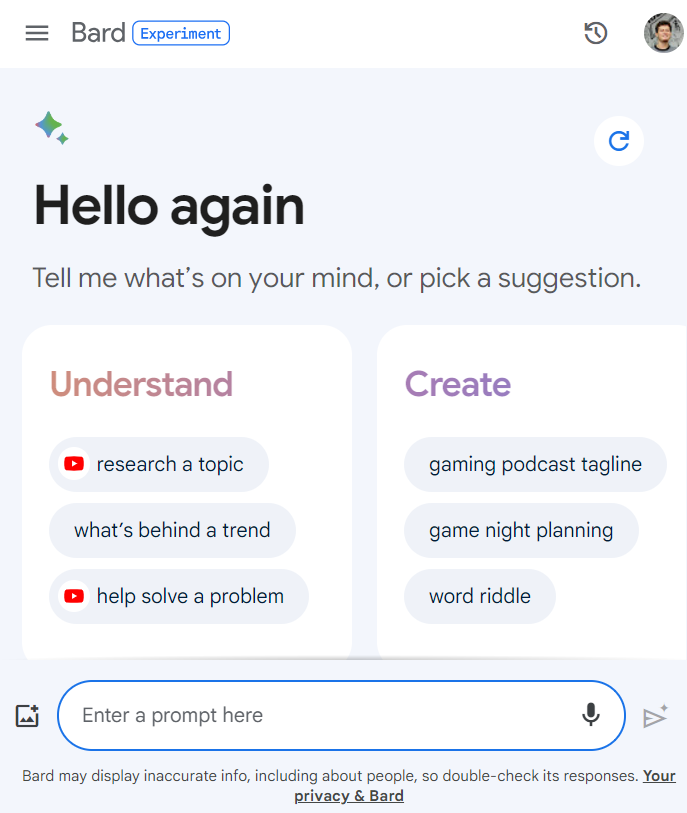 Bard Experiment
Hello again
Tell me what’s on your mind, or pick a suggestion.
Understand
research a topic
what’s behind a trend
help solve a problem
Create
gaming podcast tagline
game night planning
word riddle
Enter a prompt here
Bard may display inaccurate info, including about people, so double-check its responses. Your
privacy & Bard